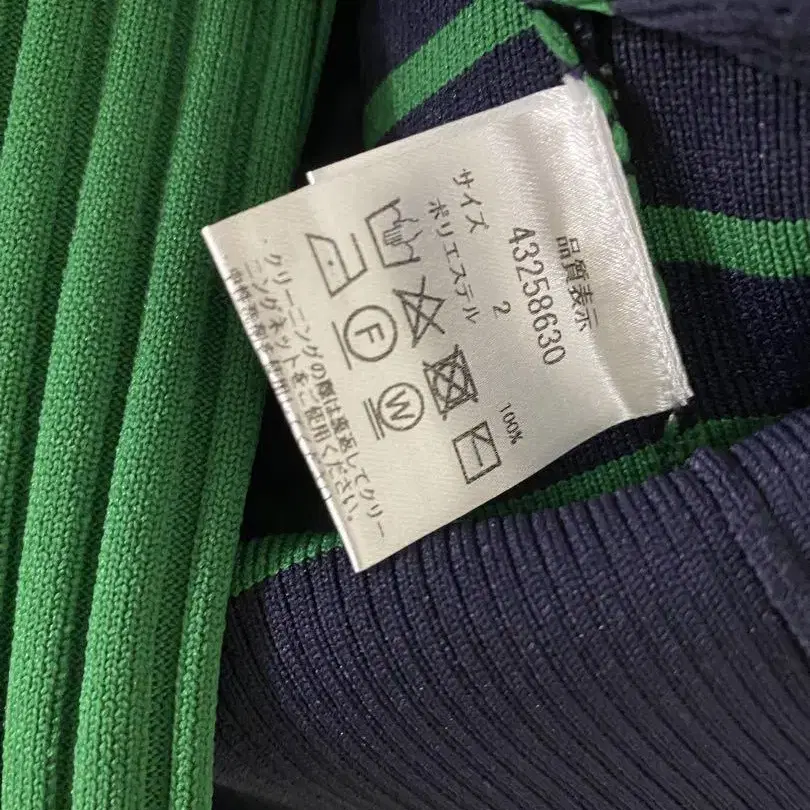 品質表示
43258630
サイズ 2
ポリエステル 100%
F
W
・クリーニングの際は裏返してクリー
ニングネットをご使用ください。